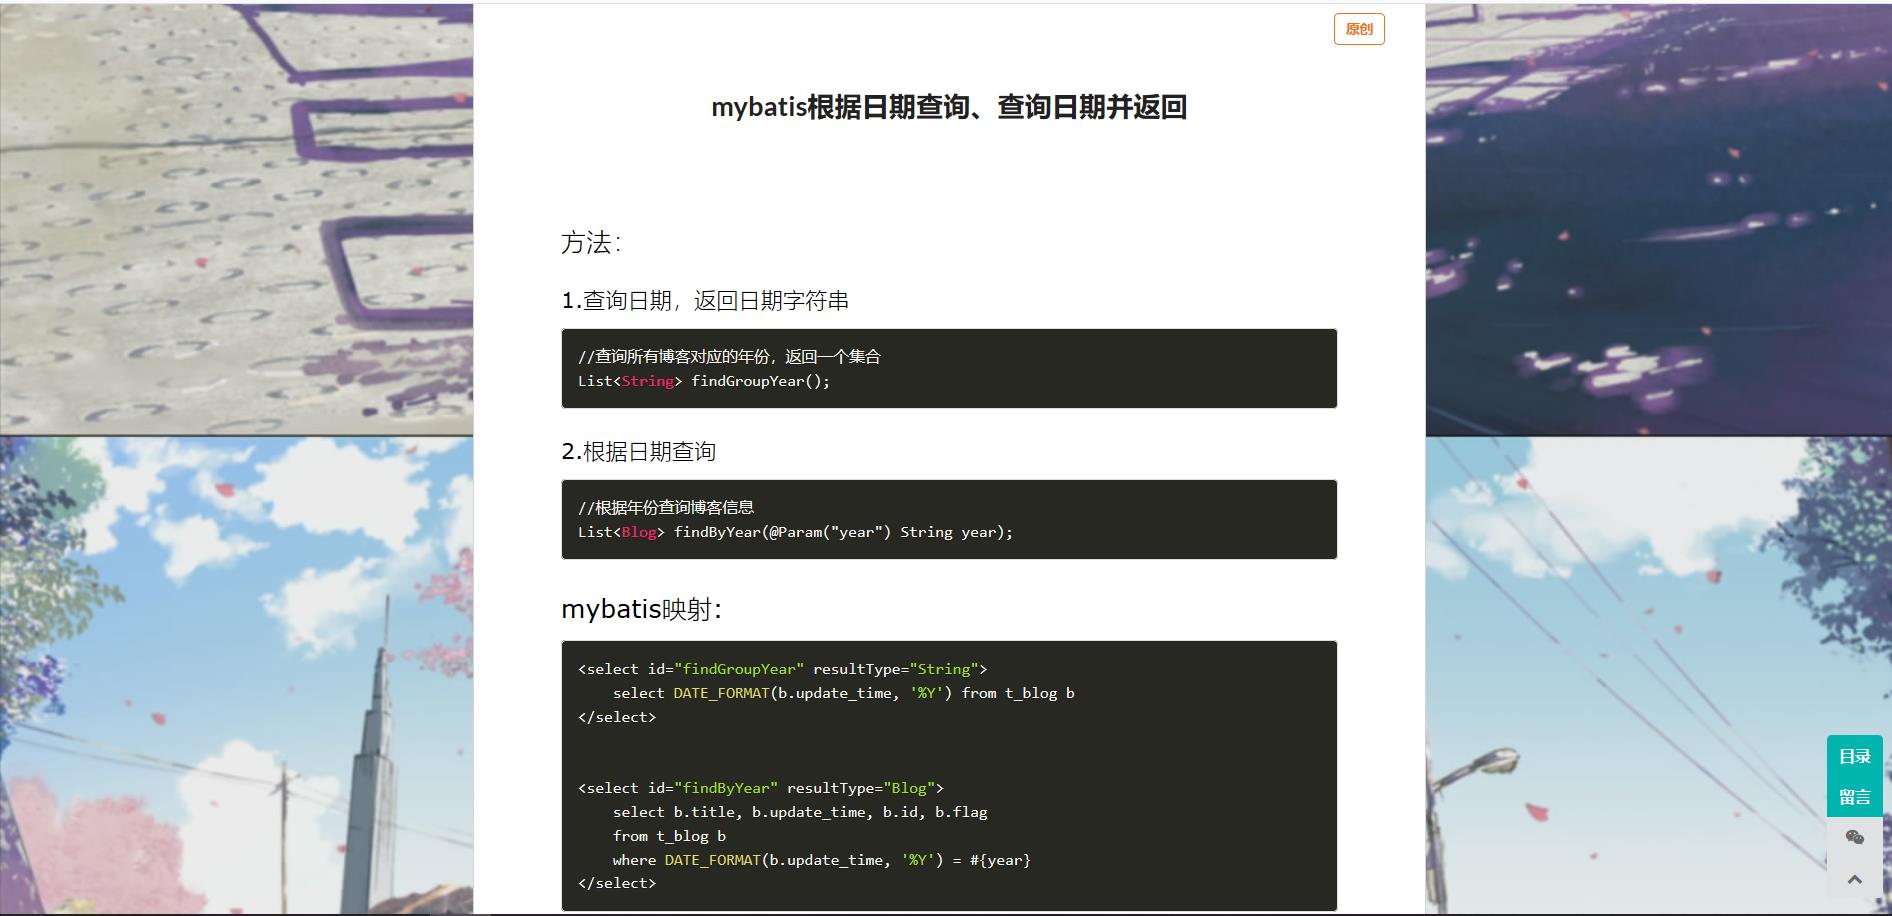 原创
mybatis根据日期查询、查询日期并返回
方法：
1.查询日期，返回日期字符串
//查询所有博客对应的年份，返回一个集合
List<String> findGroupYear();
2.根据日期查询
//根据年份查询博客信息
List<Blog> findByYear(@Param("year") String year);
mybatis映射：
<select id="findGroupYear" resultType="String">
    select DATE_FORMAT(b.update_time, '%Y') from t_blog b
</select>
<select id="findByYear" resultType="Blog">
    select b.title, b.update_time, b.id, b.flag
    from t_blog b
    where DATE_FORMAT(b.update_time, '%Y') = #{year}
</select>
目录
留言